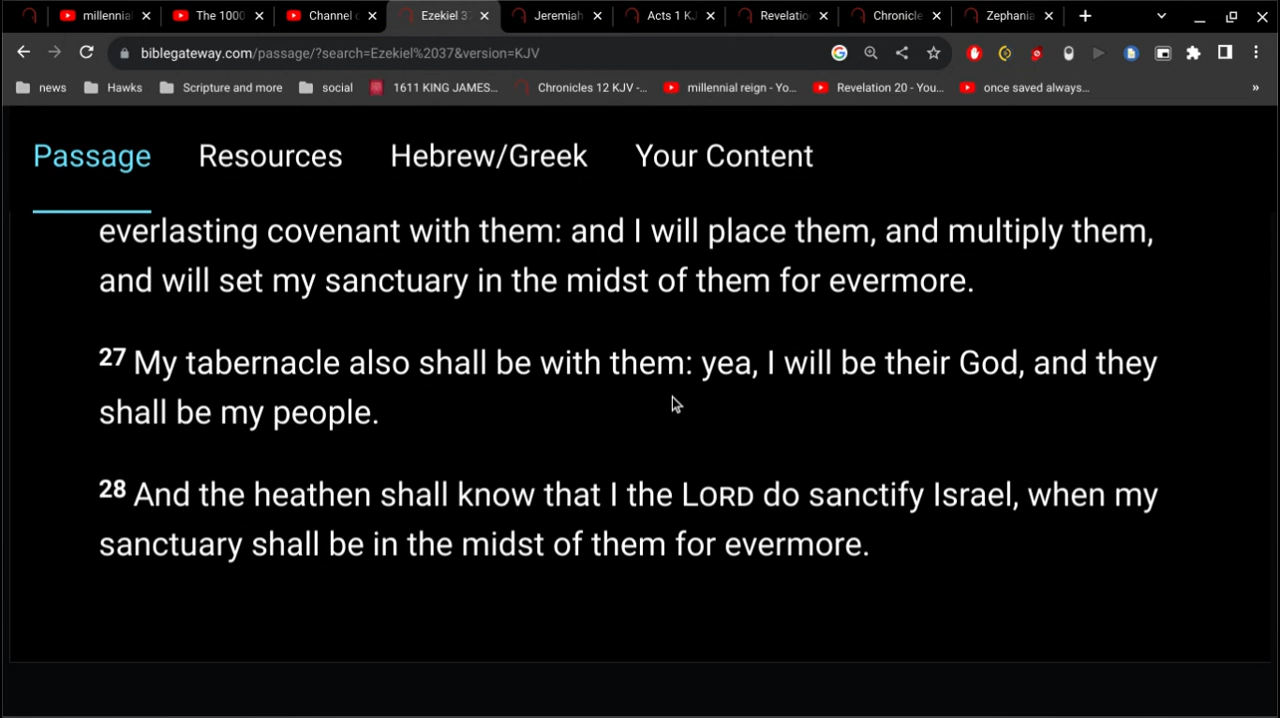 millennia The 1000 Channel Ezekiel 37 Jeremiah Acts 1 KJ Revelatio Chronicle Zephania
biblegateway.com/passage/?search=Ezekiel%2037&version=KJV
news Hawks Scripture and more social 1611 KING JAMES... Chronicles 12 KJV -... millennial reign - Yo... Revelation 20 - You... once saved always... »
Passage Resources Hebrew/Greek Your Content
everlasting covenant with them: and I will place them, and multiply them,
and will set my sanctuary in the midst of them for evermore.
27 My tabernacle also shall be with them: yea, I will be their God, and they
shall be my people.
28 And the heathen shall know that I the LORD do sanctify Israel, when my
sanctuary shall be in the midst of them for evermore.